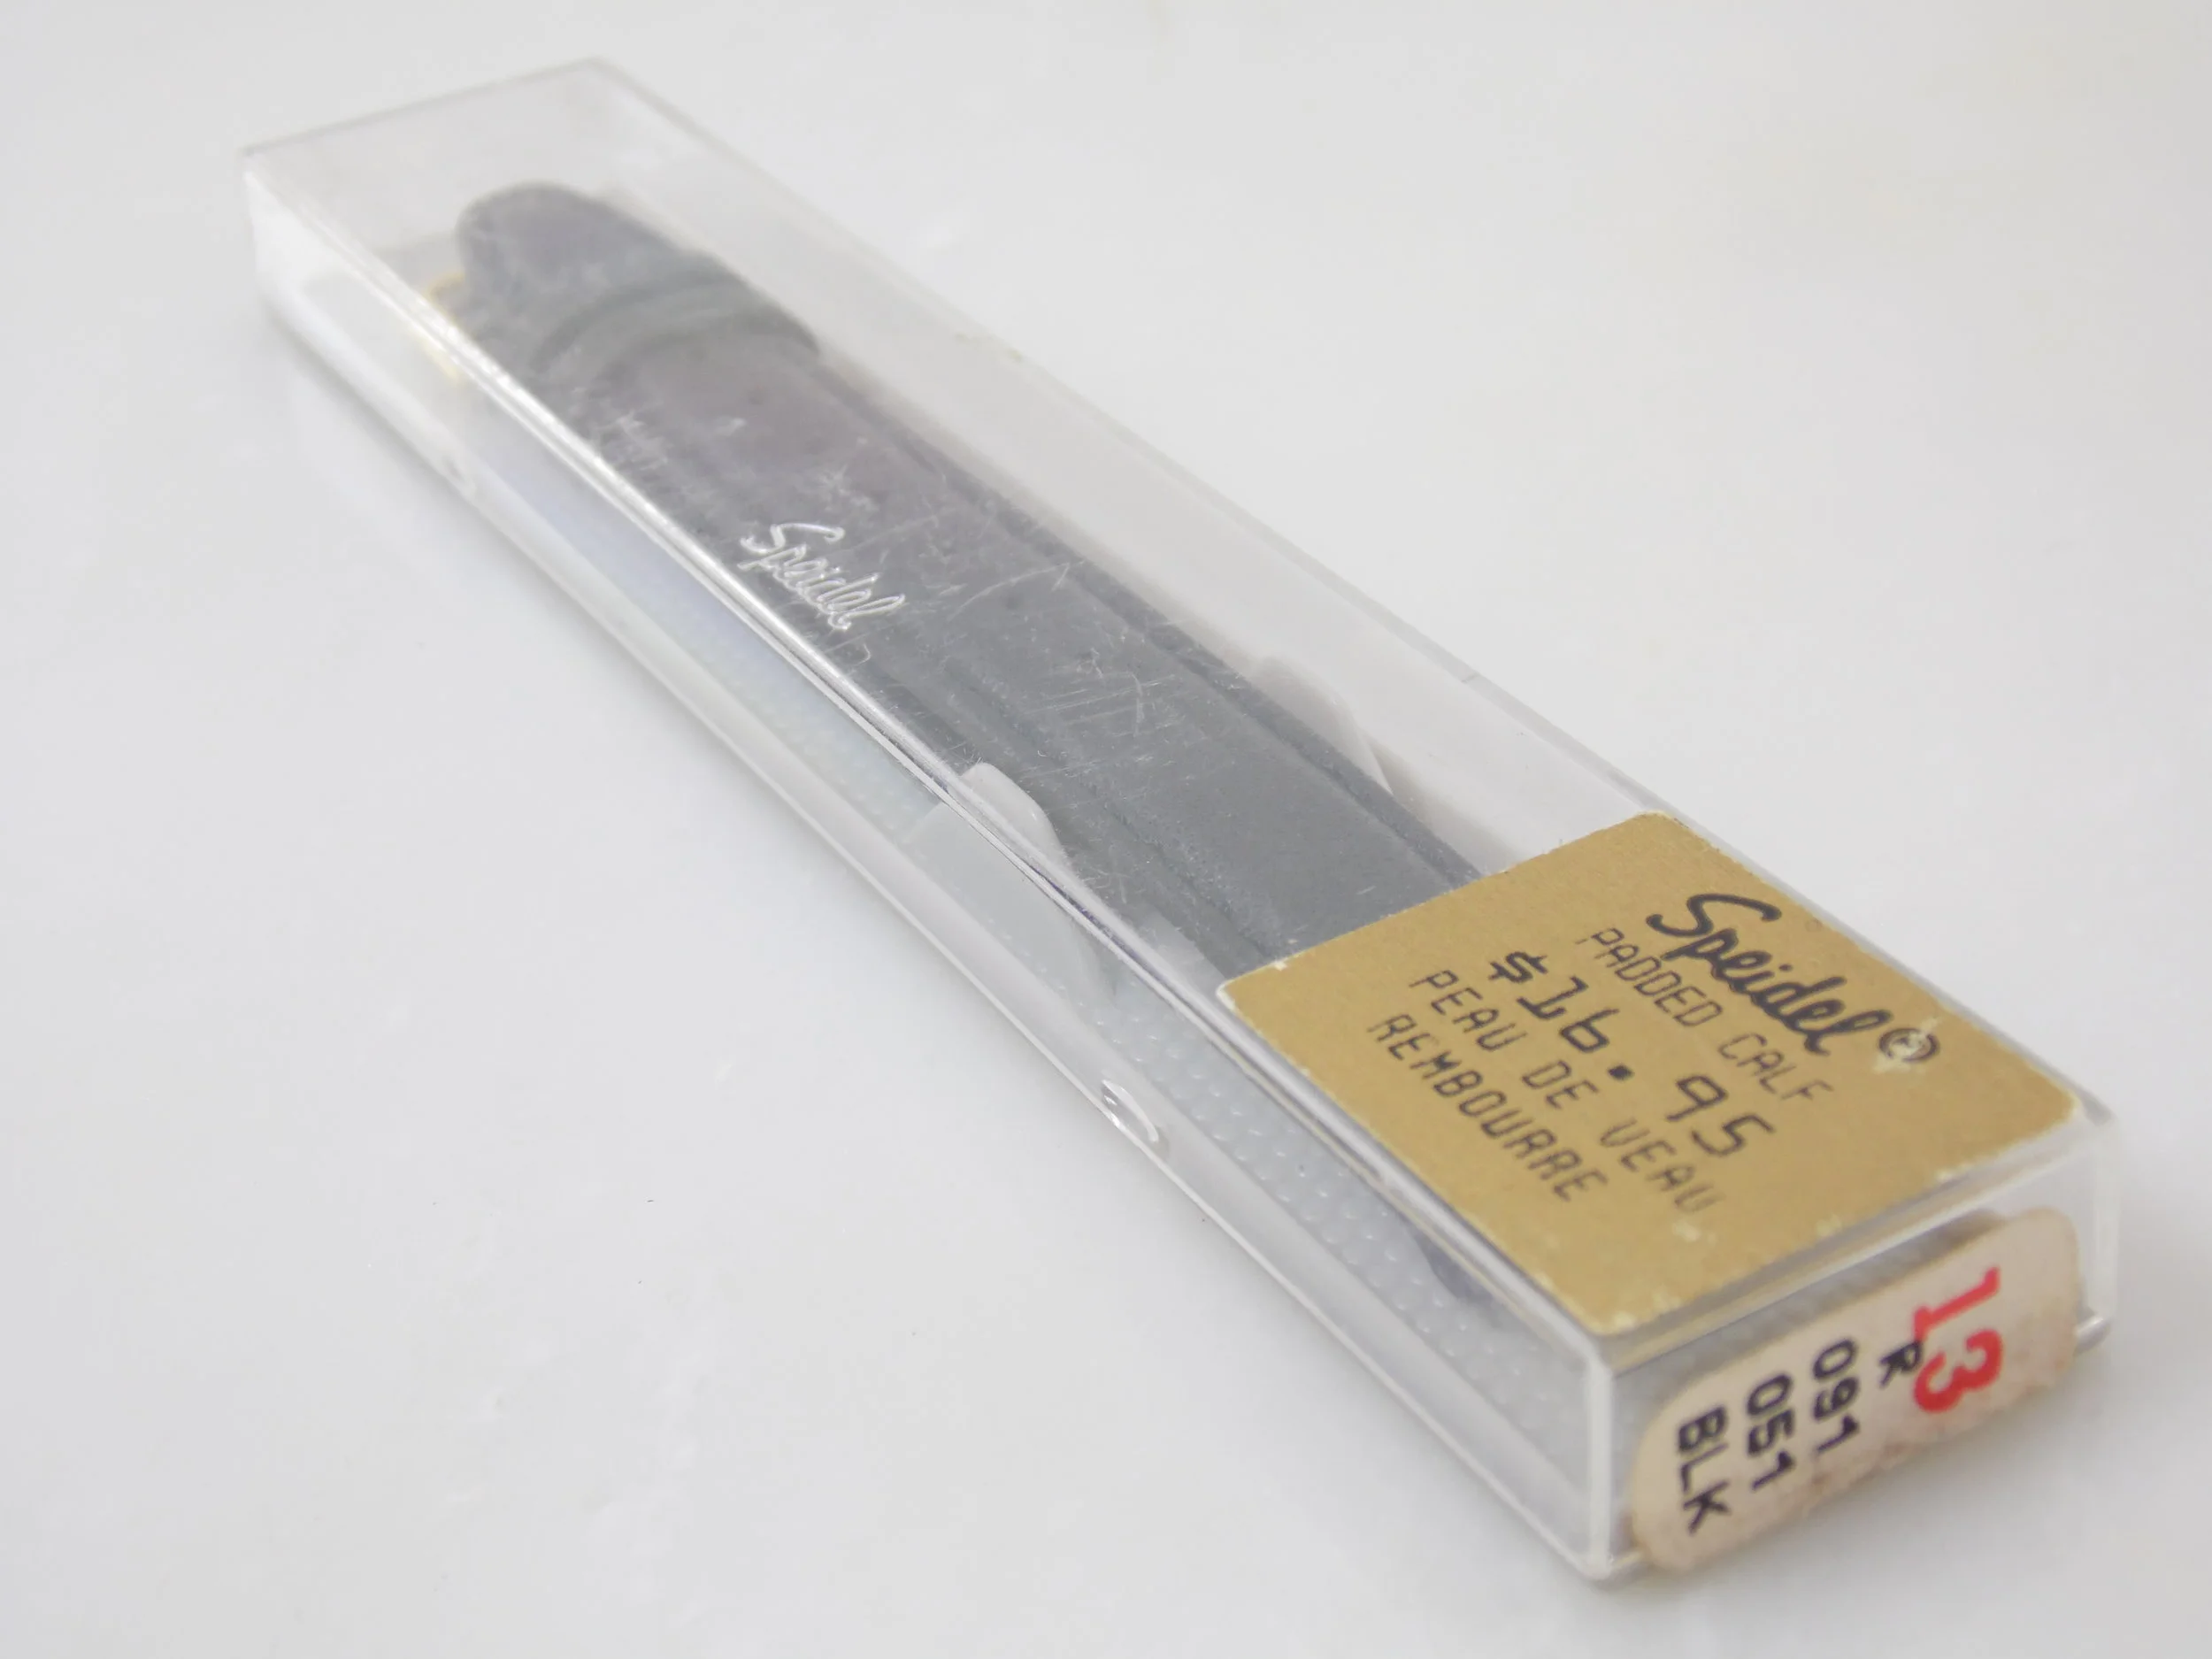 Speidel
Speidel®
PADDED CALF
$16.95
PEAU DE VEAU
REMBOURRE
13
R
091
051
BLK